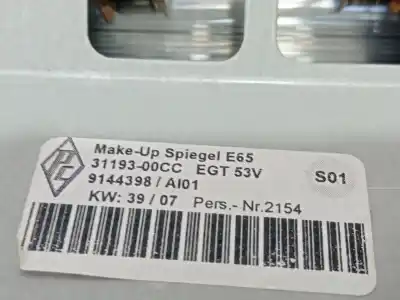 Make-Up Spiegel E65
31193-00CC EGT 53V
S01
9144398 / AI01
KW: 39 / 07 Pers.- Nr.2154